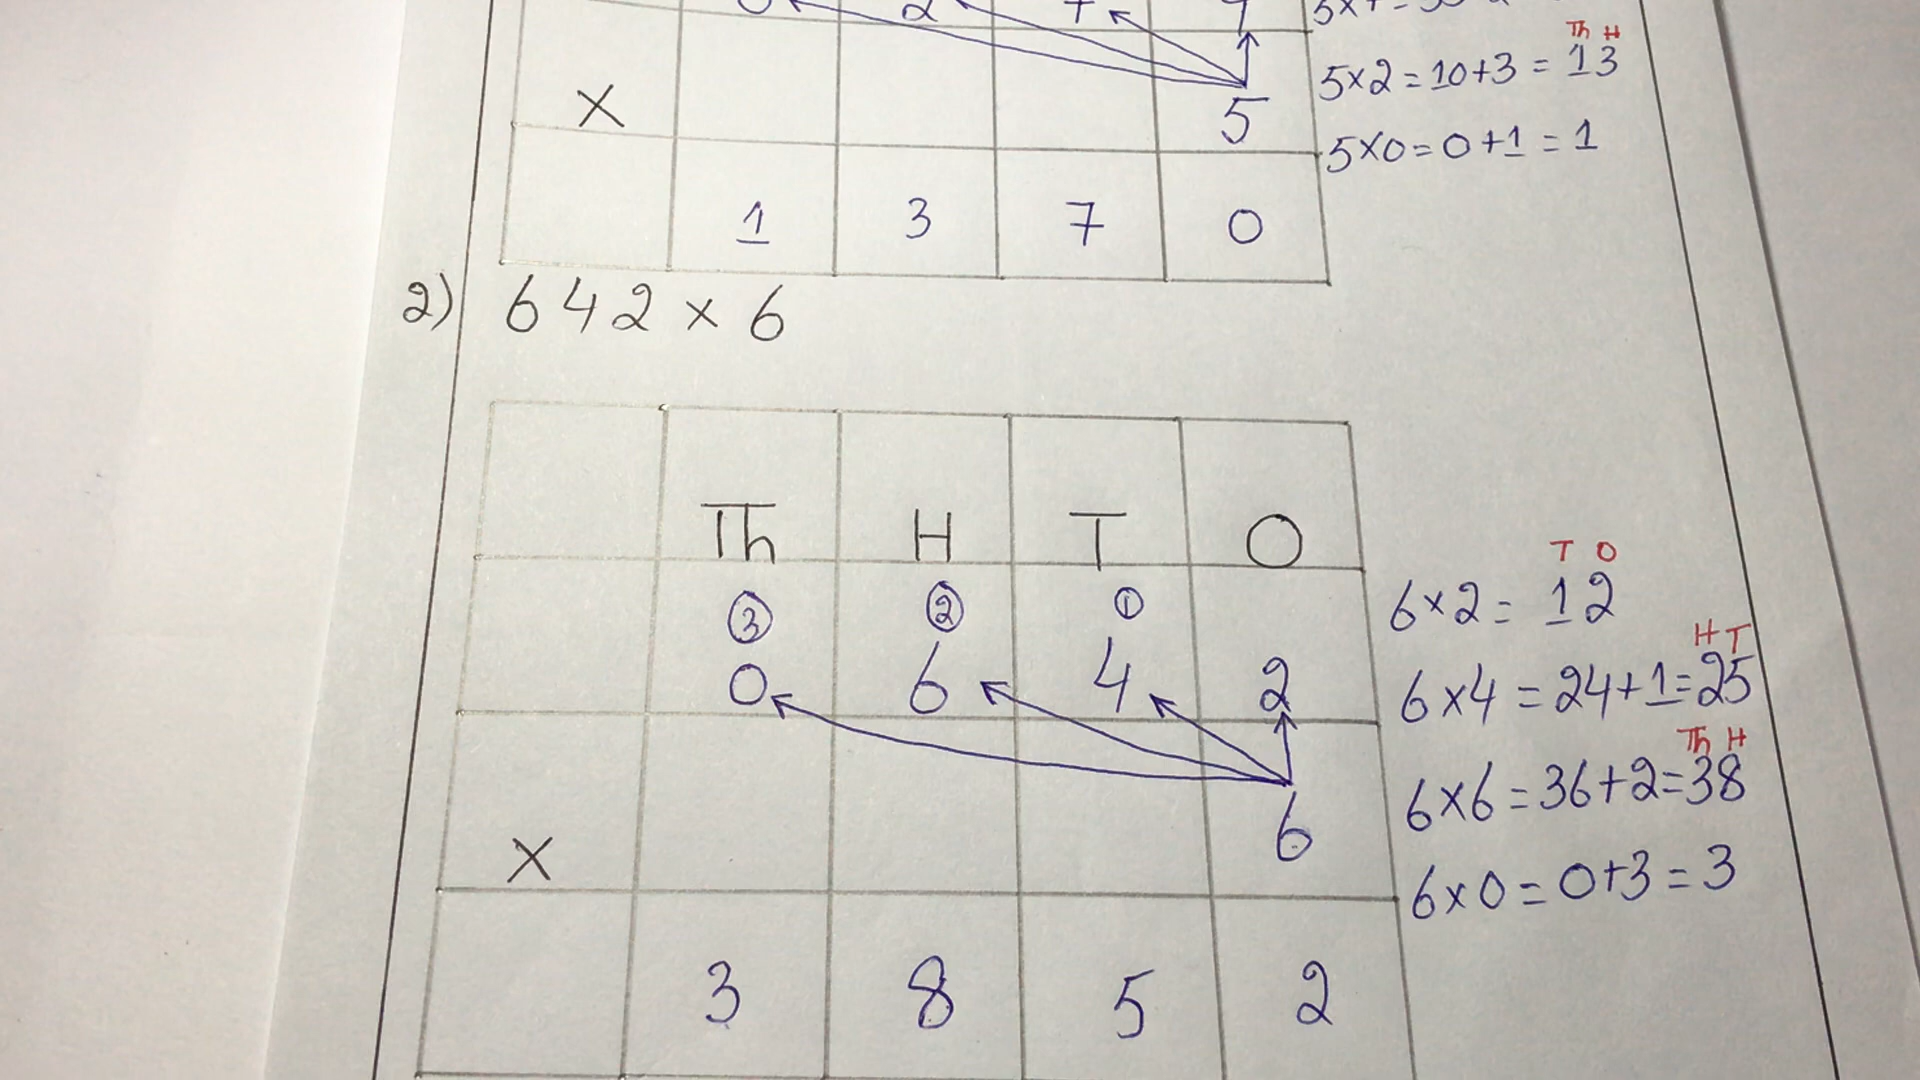 5×2=10+3=13
Th H
× 5
5×0=0+1=1
1 3 7 0
2) 642×6
Th H T O
③ ② ①
0 6 4 2
× 6
3 8 5 2
T O
6×2=12
H T
6×4=24+1=25
Th H
6×6=36+2=38
6×0=0+3=3